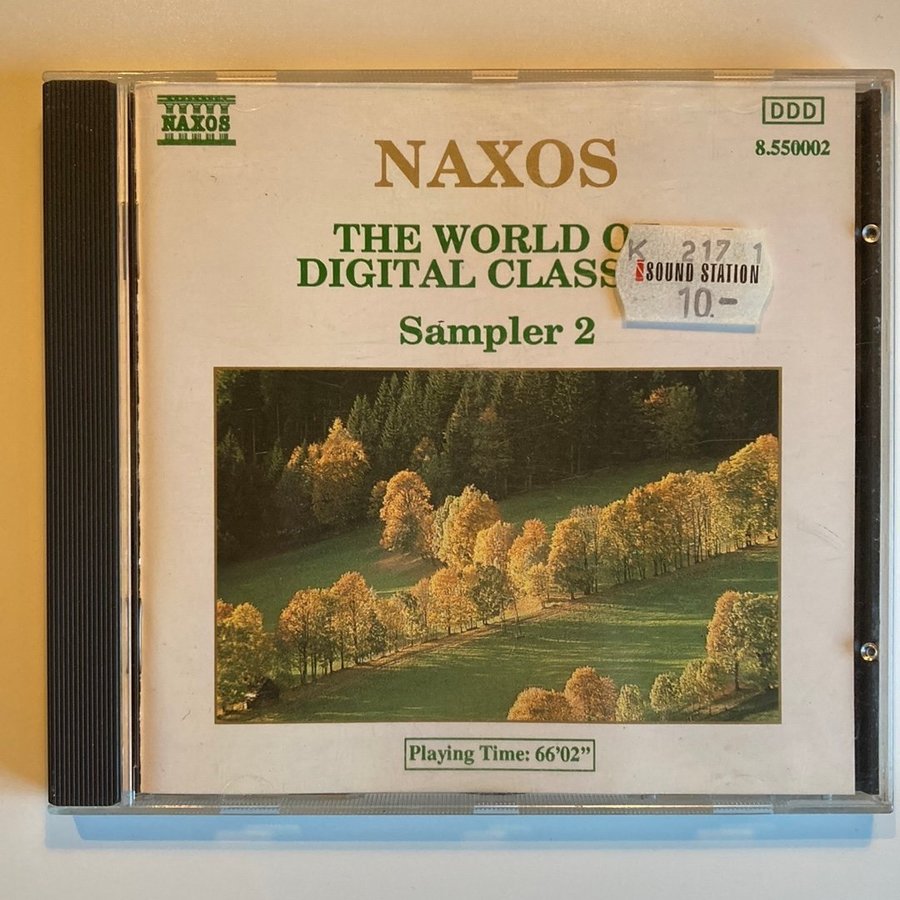 NAXOS
DDD
8.550002
NAXOS
THE WORLD O
DIGITAL CLASS
K 217 1
SOUND STATION
10.-
Sampler 2
Playing Time: 66'02”